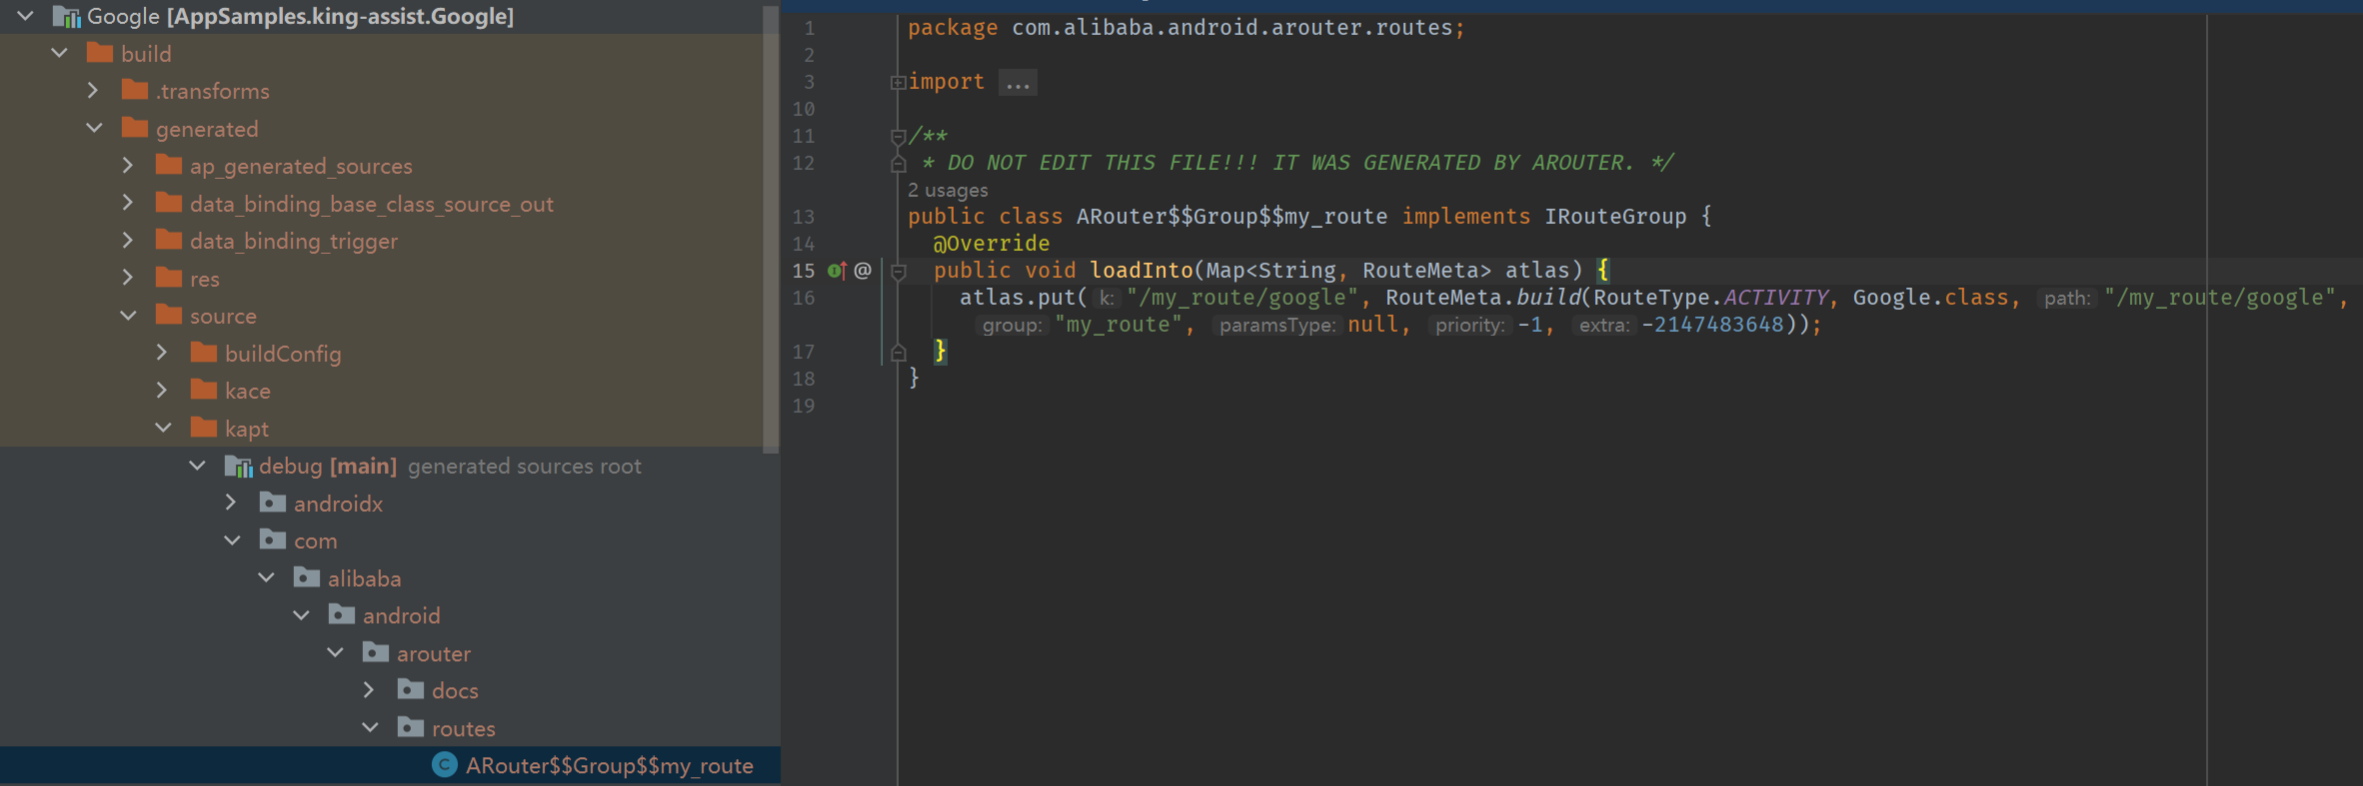 Google [AppSamples.king-assist.Google]
build
.transforms
generated
ap_generated_sources
data_binding_base_class_source_out
data_binding_trigger
res
source
buildConfig
kace
kapt
debug [main] generated sources root
androidx
com
alibaba
android
arouter
docs
routes
ARouter$$Group$$my_route
1 package com.alibaba.android.arouter.routes;
2
3 import ...
10
11 /**
12 * DO NOT EDIT THIS FILE!!! IT WAS GENERATED BY AROUTER. */
2 usages
13 public class ARouter$$Group$$my_route implements IRouteGroup {
14 @Override
15 @ public void loadInto(Map<String, RouteMeta> atlas) {
16 atlas.put( k: "/my_route/google", RouteMeta.build(RouteType.ACTIVITY, Google.class, path: "/my_route/google",
group: "my_route", paramsType: null, priority: -1, extra: -2147483648));
17 }
18 }
19